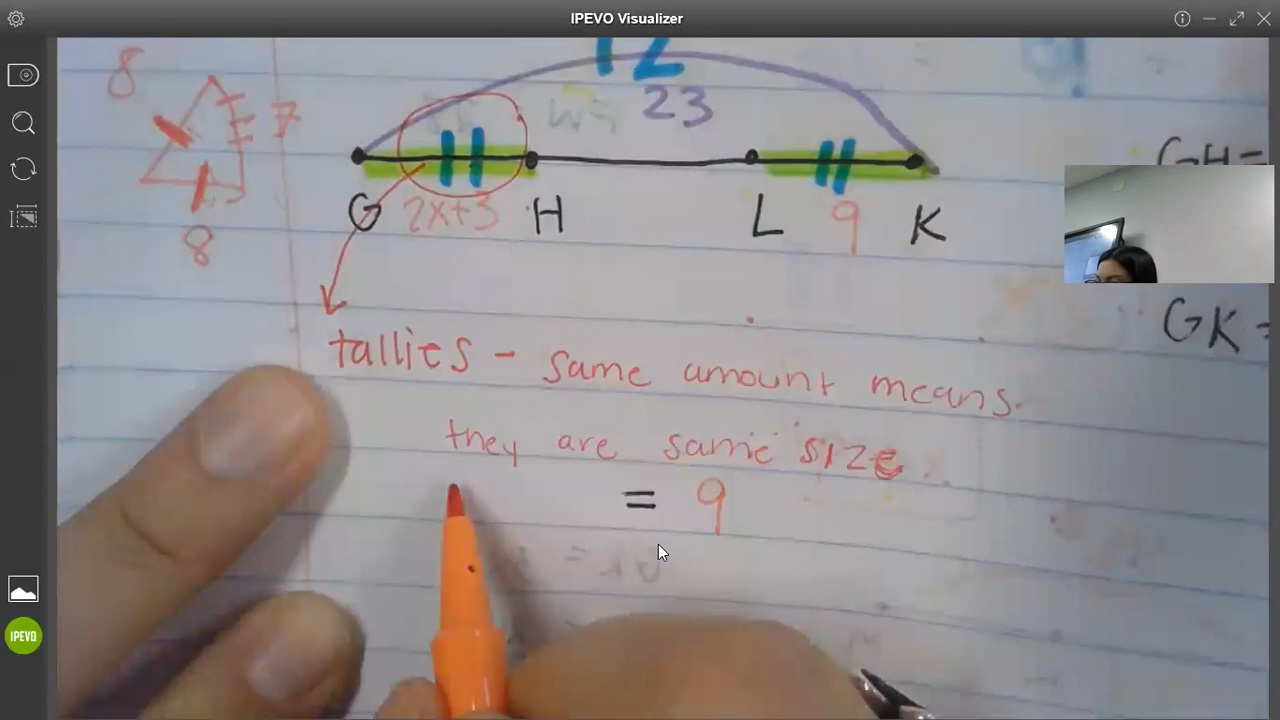 IPEVO Visualizer
12
8
7
23
GH=
G 2x+3 H L 9 K
8
GK=
tallies - same amount means.
they are same size.
= 9
IPEVO